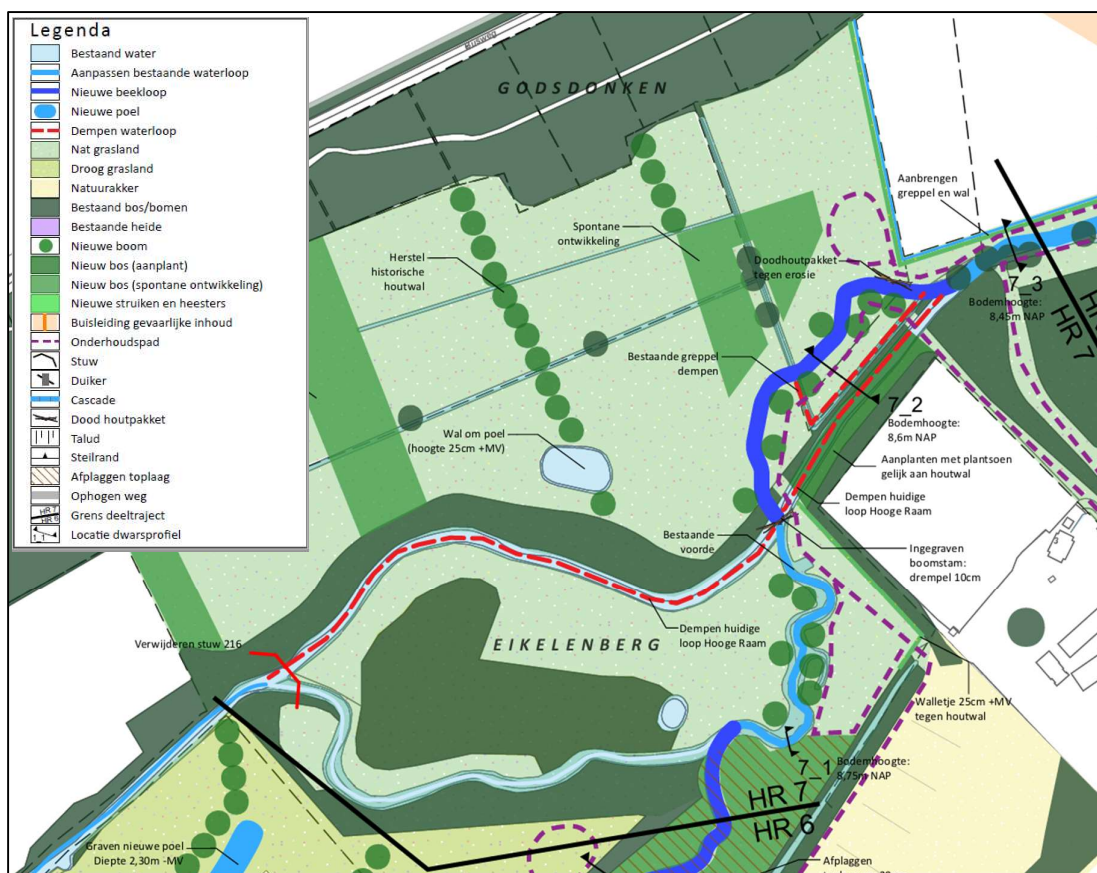 Legenda
Bestaand water
Aanpassen bestaande waterloop
Nieuwe beekloop
Nieuwe poel
Dempen waterloop
Nat grasland
Droog grasland
Natuurakker
Bestaand bos/bomen
Bestaande heide
Nieuwe boom
Nieuw bos (aanplant)
Nieuw bos (spontane ontwikkeling)
Nieuwe struiken en heesters
Buisleiding gevaarlijke inhoud
Onderhoudspad
Stuw
Duiker
Cascade
Dood houtpakket
Talud
Steilrand
Afplaggen toplaag
Ophogen weg
HR 7
HR 6
Grens deeltraject
1_1
Locatie dwarsprofiel
GODSDONKEN
Aanbrengen
greppel en wal
Spontane
ontwikkeling
Herstel
historische
houtwal
Doodhoutpakket
tegen erosie
7_3
Bodemhoogte:
8,45m NAP
HR 7
Bestaande greppel
dempen
7_2
Bodemhoogte:
8,6m NAP
Wal om poel
(hoogte 25cm +MV)
Aanplanten met plantsoen
gelijk aan houtwal
Dempen huidige
loop Hooge Raam
Bestaande
voorde
Ingegraven
boomstam:
drempel 10cm
Dempen huidige
loop Hooge Raam
EIKELENBERG
Verwijderen stuw 216
Walletje 25cm +MV
tegen houtwal
7_1
Bodemhoogte:
8,75m NAP
HR 7
HR 6
Graven nieuwe poel
Diepte 2,30m -MV
Afplaggen